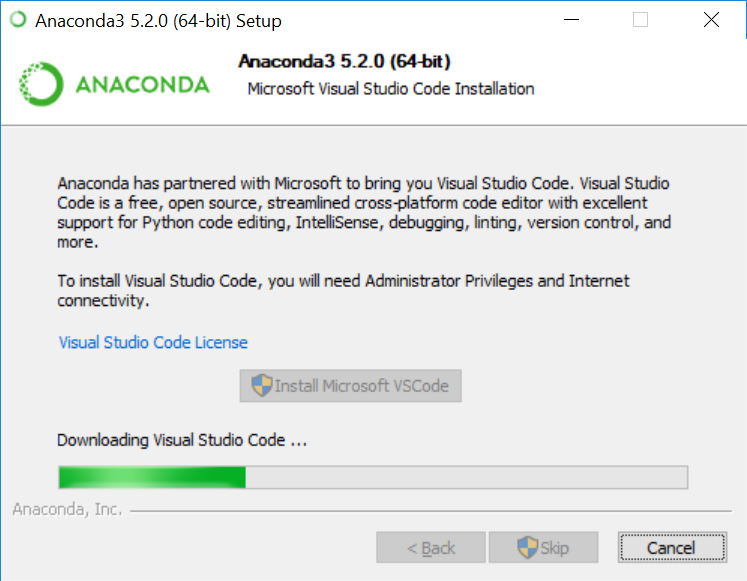 Anaconda3 5.2.0 (64-bit) Setup
ANACONDA
Anaconda3 5.2.0 (64-bit)
Microsoft Visual Studio Code Installation
Anaconda has partnered with Microsoft to bring you Visual Studio Code. Visual Studio
Code is a free, open source, streamlined cross-platform code editor with excellent
support for Python code editing, IntelliSense, debugging, linting, version control, and
more.
To install Visual Studio Code, you will need Administrator Privileges and Internet
connectivity.
Visual Studio Code License
Install Microsoft VSCode
Downloading Visual Studio Code ...
Anaconda, Inc.
< Back
Skip
Cancel